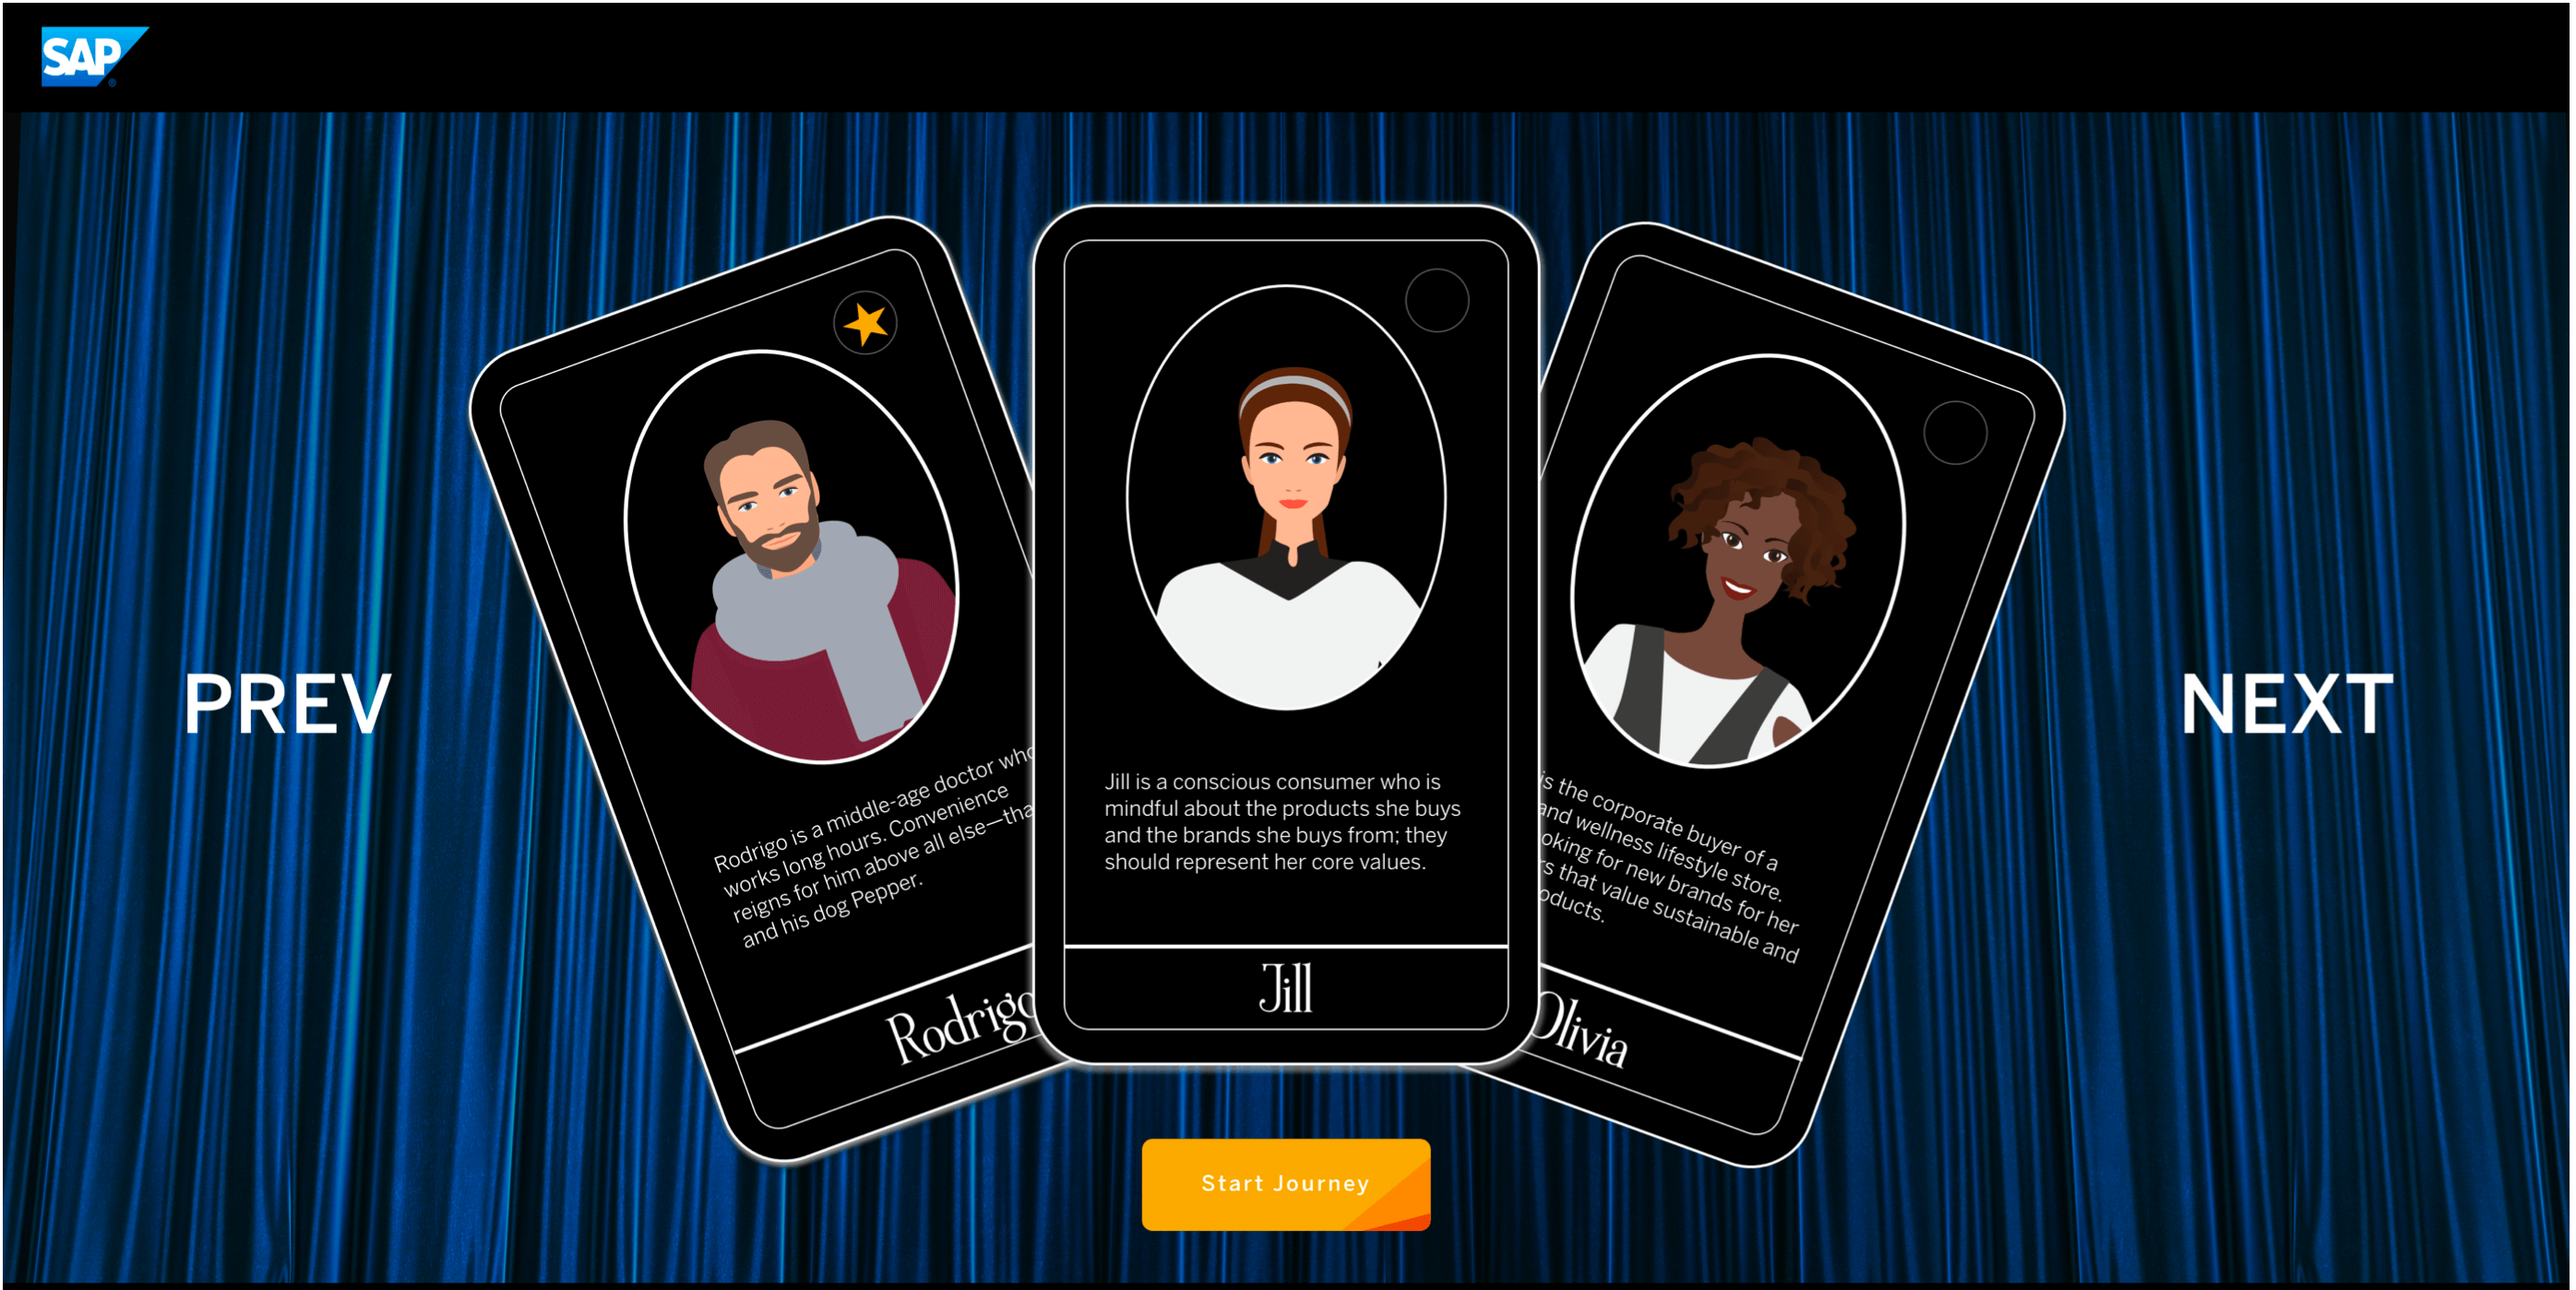 SAP
®
PREV
Rodrigo is a middle-age doctor who
works long hours. Convenience
reigns for him above all else—tha
and his dog Pepper.
Rodrigo
Jill is a conscious consumer who is
mindful about the products she buys
and the brands she buys from; they
should represent her core values.
Jill
is the corporate buyer of a
and wellness lifestyle store.
oking for new brands for her
rs that value sustainable and
oducts.
Olivia
NEXT
Start Journey